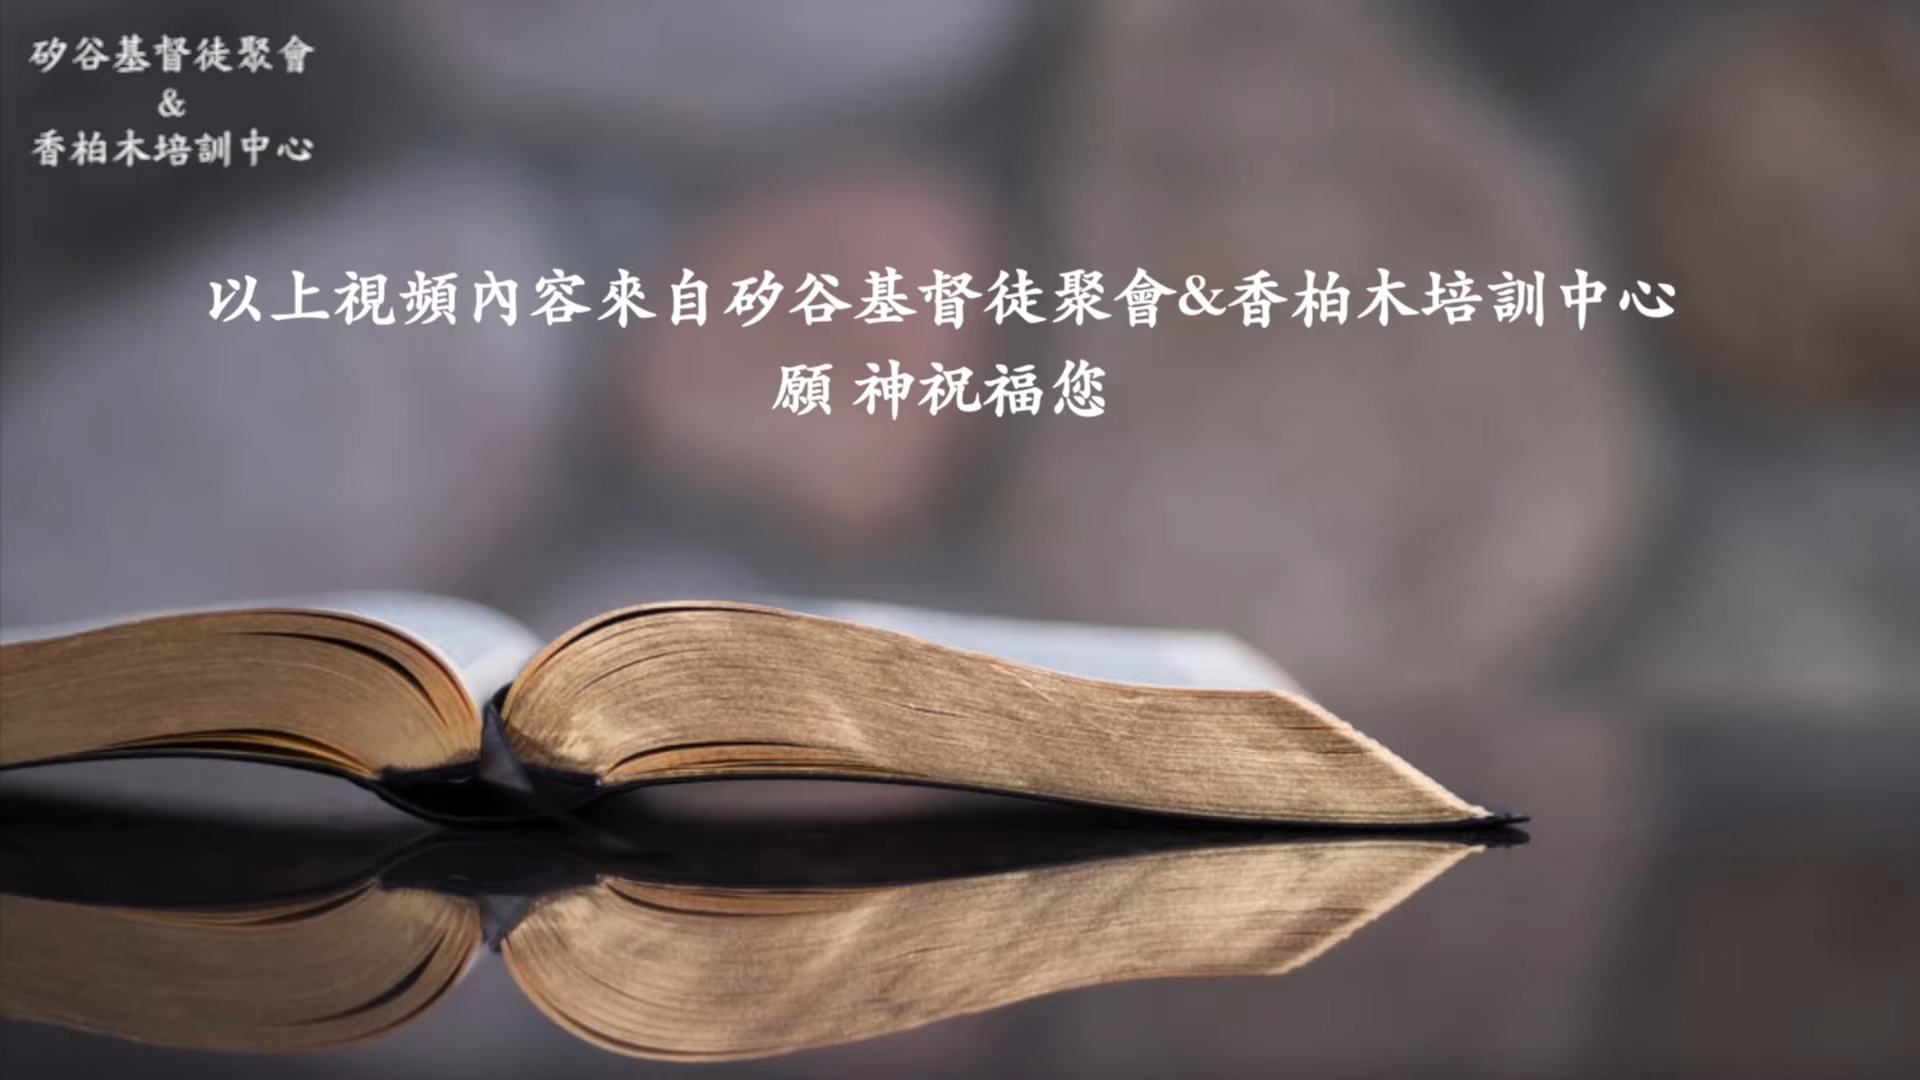 矽谷基督徒聚會
&
香柏木培訓中心
以上視頻內容來自矽谷基督徒聚會&香柏木培訓中心
願 神祝福您